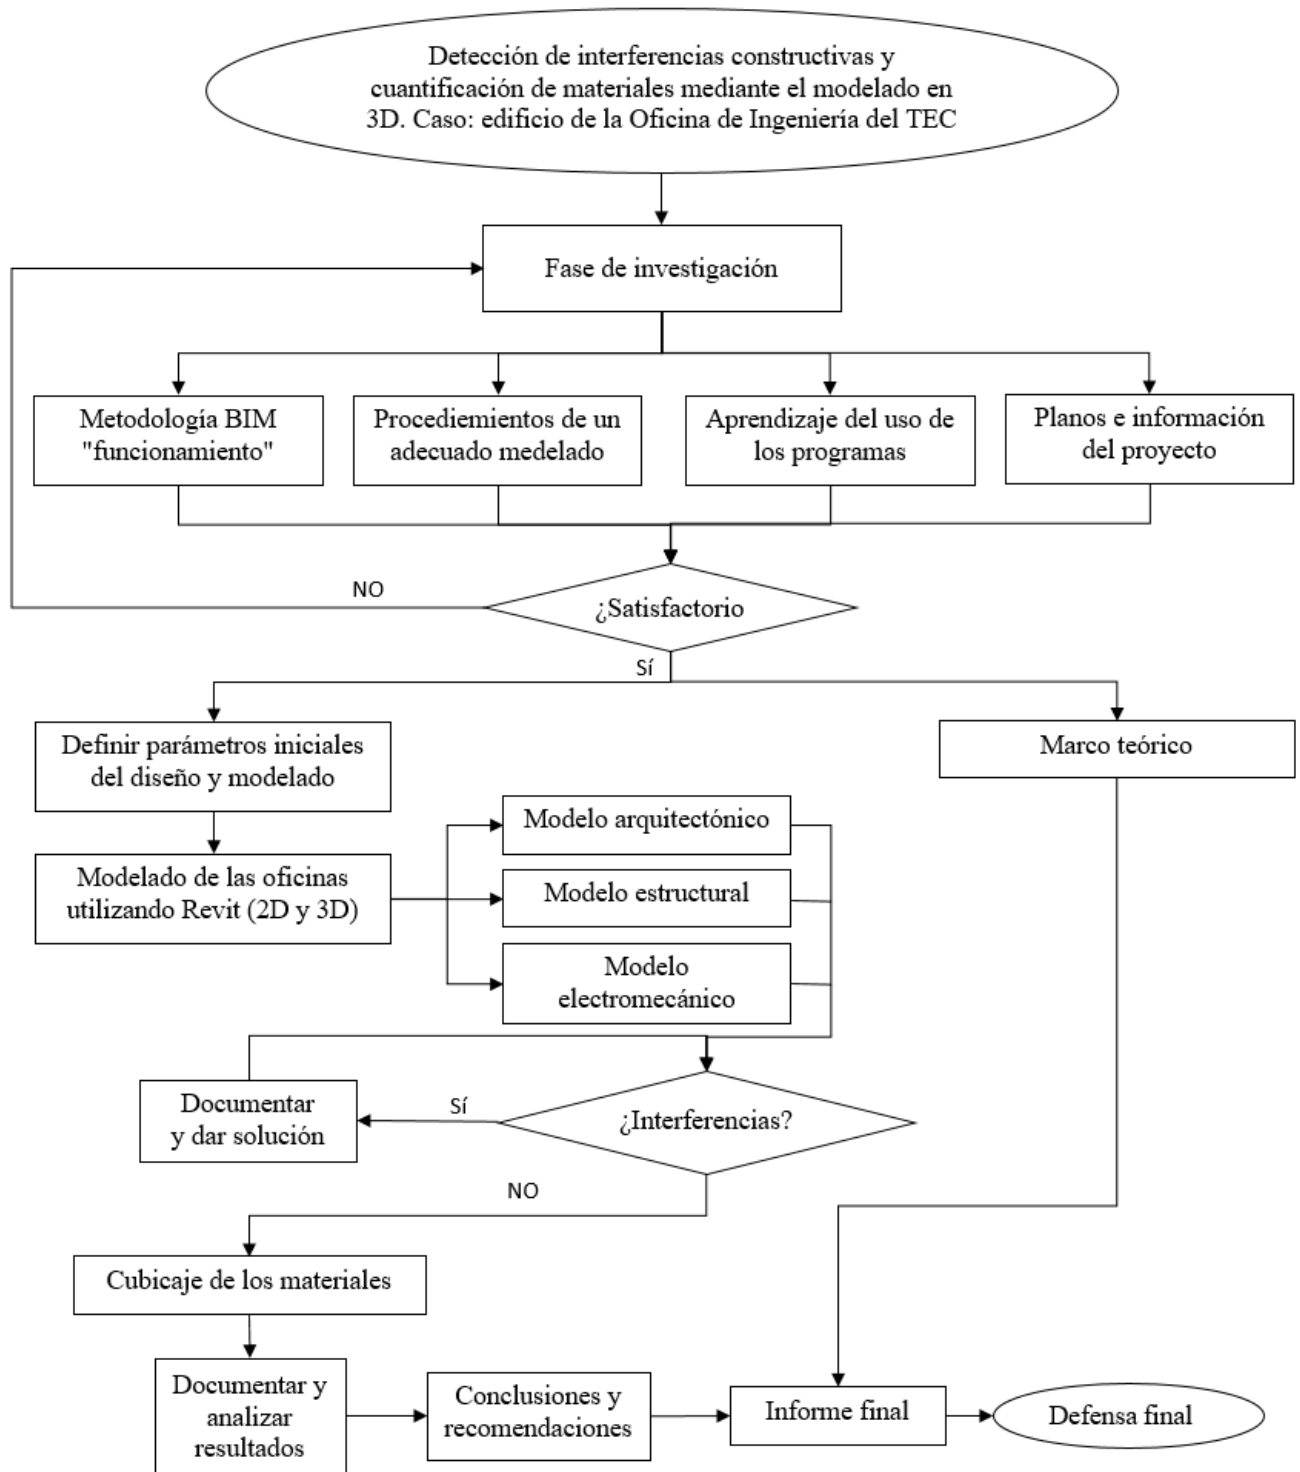 Detección de interferencias constructivas y
cuantificación de materiales mediante el modelado en
3D. Caso: edificio de la Oficina de Ingeniería del TEC
Fase de investigación
Metodología BIM
"funcionamiento"
Procediemientos de un
adecuado medelado
Aprendizaje del uso de
los programas
Planos e información
del proyecto
NO
¿Satisfactorio
Sí
Definir parámetros iniciales
del diseño y modelado
Marco teórico
Modelado de las oficinas
utilizando Revit (2D y 3D)
Modelo arquitectónico
Modelo estructural
Modelo
electromecánico
Documentar
y dar solución
Sí
¿Interferencias?
NO
Cubicaje de los materiales
Documentar y
analizar
resultados
Conclusiones y
recomendaciones
Informe final
Defensa final